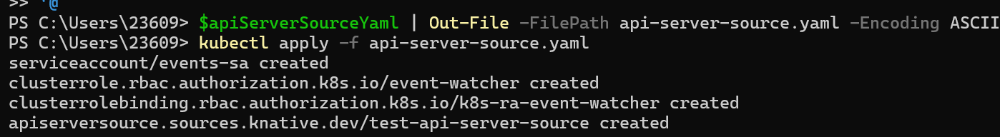 >> '@
PS C:\Users\23609> $apiServerSourceYaml | Out-File -FilePath api-server-source.yaml -Encoding ASCII
PS C:\Users\23609> kubectl apply -f api-server-source.yaml
serviceaccount/events-sa created
clusterrole.rbac.authorization.k8s.io/event-watcher created
clusterrolebinding.rbac.authorization.k8s.io/k8s-ra-event-watcher created
apiserversource.sources.knative.dev/test-api-server-source created